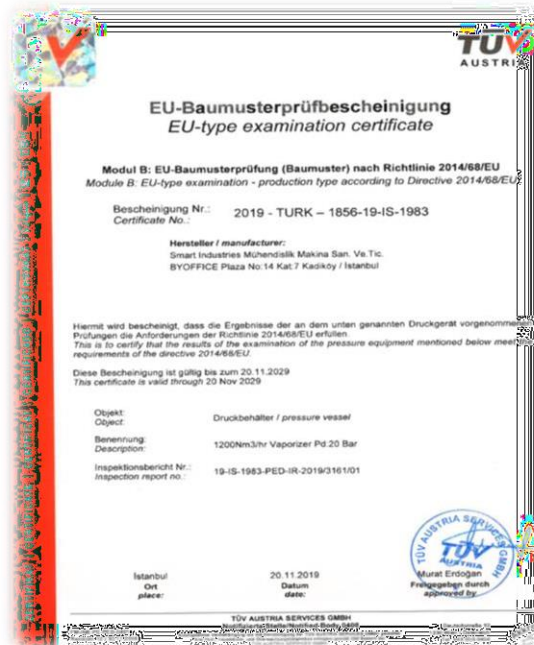 TÜV
AUSTRIA
EU-Baumusterprüfbescheinigung
EU-type examination certificate
Modul B: EU-Baumusterprüfung (Baumuster) nach Richtlinie 2014/68/EU
Module B: EU-type examination - production type according to Directive 2014/68/EU
Bescheinigung Nr.: 2019 - TURK – 1856-19-IS-1983
Certificate No.:
Hersteller / manufacturer:
Smart Industries Mühendislik Makina San. Ve.Tic.
BYOFFICE Plaza No:14 Kat:7 Kadiköy / Istanbul
Hiermit wird bescheinigt, dass die Ergebnisse der an dem unten genannten Druckgerät vorgenommenen
Prüfungen die Anforderungen der Richtlinie 2014/68/EU erfüllen.
This is to certify that the results of the examination of the pressure equipment mentioned below meet the
requirements of the directive 2014/68/EU.
Diese Bescheinigung ist gültig bis zum 20.11.2029
This certificate is valid through 20 Nov 2029
Objekt: Druckbehälter / pressure vessel
Object:
Benennung: 1200Nm3/hr Vaporizer Pd:20 Bar
Description:
Inspektionsbericht Nr.: 19-IS-1983-PED-IR-2019/3161/01
Inspection report no.:
TÜV AUSTRIA SERVICES GMBH
TÜV
AUSTRIA
Istanbul 20.11.2019 Murat Erdoğan
Ort Datum Freigegeben durch
place: date: approved by
TÜV AUSTRIA SERVICES GMBH